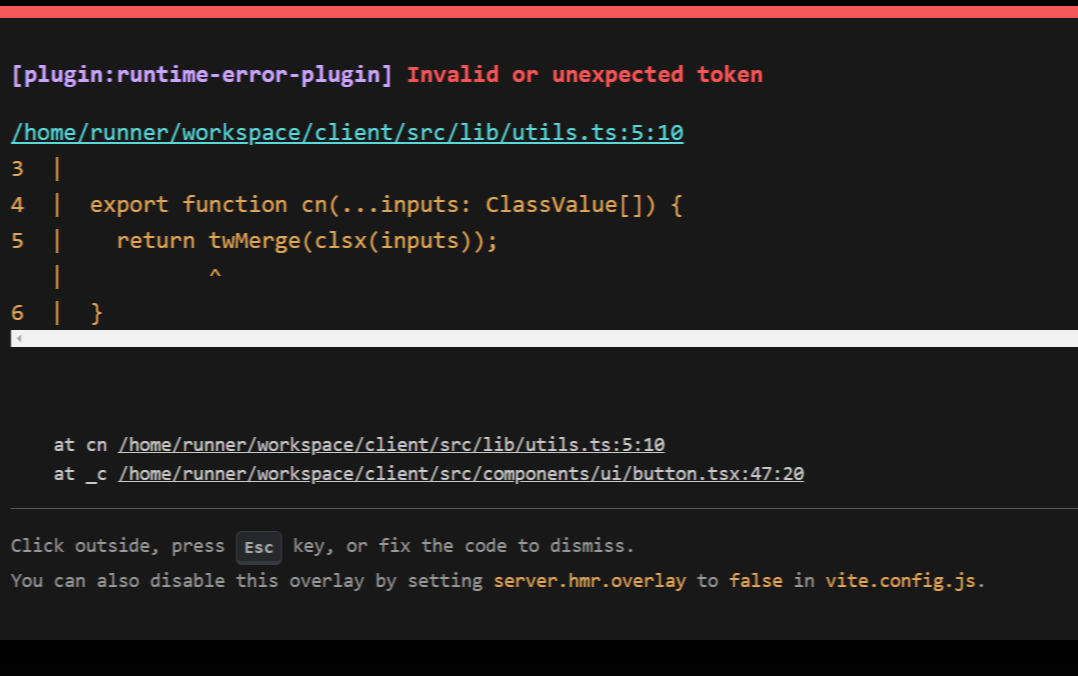 [plugin:runtime-error-plugin] Invalid or unexpected token
/home/runner/workspace/client/src/lib/utils.ts:5:10
3  |
4  |  export function cn(...inputs: ClassValue[]) {
5  |    return twMerge(clsx(inputs));
   |           ^
6  |  }
at cn /home/runner/workspace/client/src/lib/utils.ts:5:10
at _c /home/runner/workspace/client/src/components/ui/button.tsx:47:20
Click outside, press Esc key, or fix the code to dismiss.
You can also disable this overlay by setting server.hmr.overlay to false in vite.config.js.